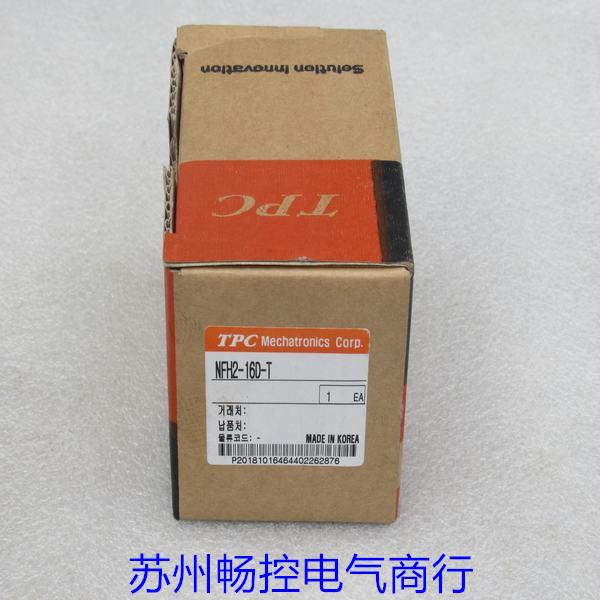 Solution Innovation
TPC
TPC Mechatronics Corp.
NFH2-16D-T
1 EA
거래처:
납품처:
물류코드: -
MADE IN KOREA
P20181016464402262876
苏州畅控电气商行